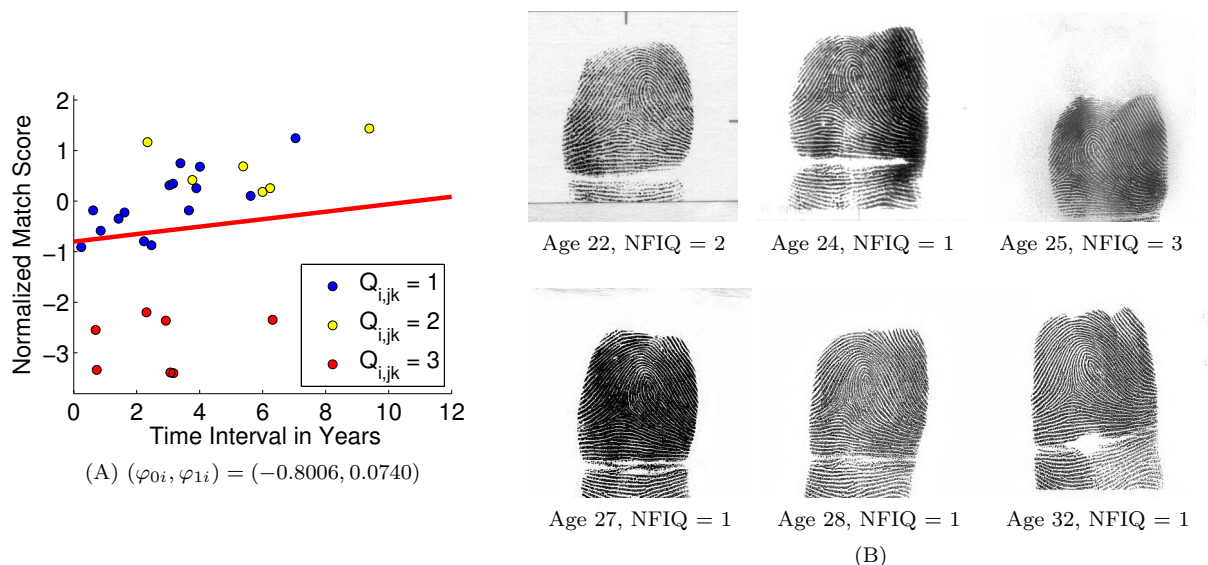 Normalized Match Score
2
1
0
−1
−2
−3
0 2 4 6 8 10 12
Time Interval in Years
Q_{i,jk} = 1
Q_{i,jk} = 2
Q_{i,jk} = 3
(A) (φ_{0i}, φ_{1i}) = (−0.8006, 0.0740)
Age 22, NFIQ = 2
Age 24, NFIQ = 1
Age 25, NFIQ = 3
Age 27, NFIQ = 1
Age 28, NFIQ = 1
Age 32, NFIQ = 1
(B)